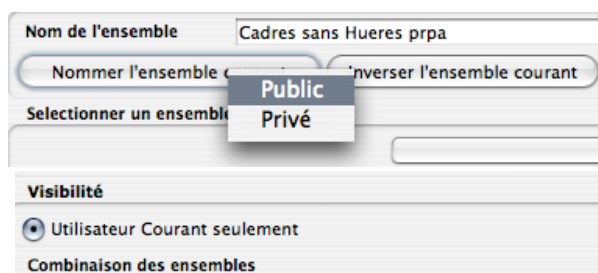 Nom de l'ensemble Cadres sans Hueres prpa
Nommer l'ensemble Inverser l'ensemble courant
Public
Selectionner un ensemble Privé
Visibilité
Utilisateur Courant seulement
Combinaison des ensembles